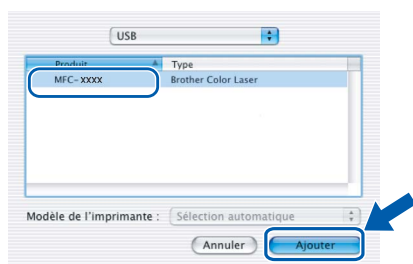 USB
Produit Type
MFC-xxxx Brother Color Laser
Modèle de l'imprimante : Sélection automatique
Annuler Ajouter